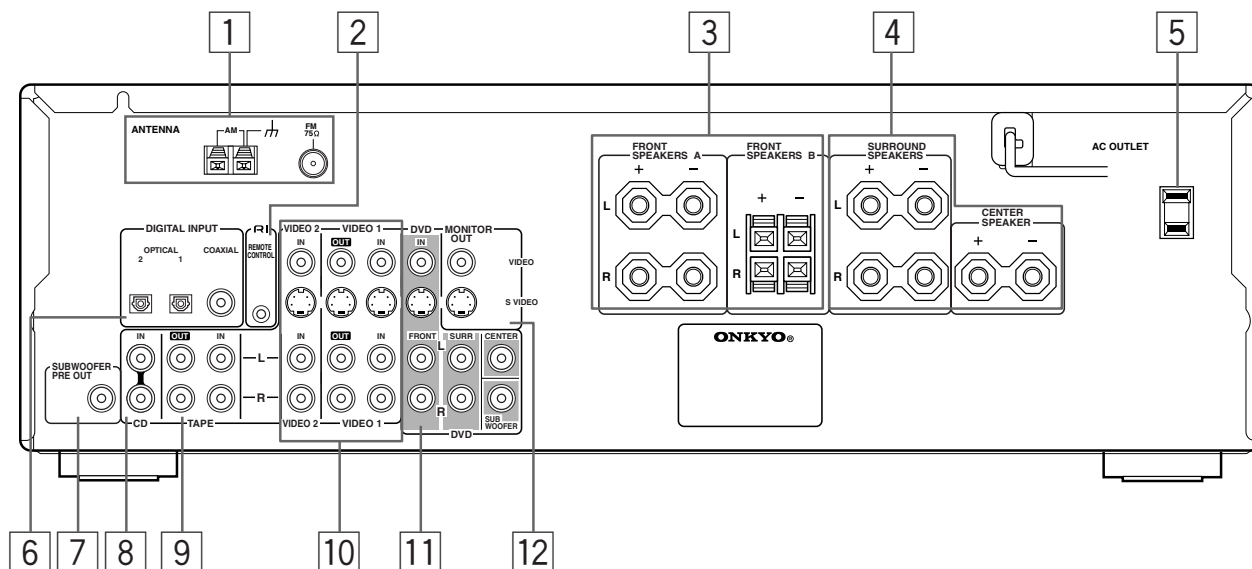 1
2
3
4
5
ANTENNA
AM
FM
75Ω
FRONT
SPEAKERS A
FRONT
SPEAKERS B
SURROUND
SPEAKERS
AC OUTLET
+ −
+ −
+ −
L
L
L
R
R
R
CENTER
SPEAKER
+ −
DIGITAL INPUT
OPTICAL
2 1
COAXIAL
RI
REMOTE
CONTROL
VIDEO 2
VIDEO 1
DVD
MONITOR
OUT
IN
OUT
IN
IN
VIDEO
S VIDEO
IN
OUT
IN
L
R
IN
OUT
IN
FRONT
SURR
CENTER
L
R
SUB
WOOFER
SUBWOOFER
PRE OUT
CD
TAPE
VIDEO 2
VIDEO 1
DVD
ONKYO®
6
7
8
9
10
11
12